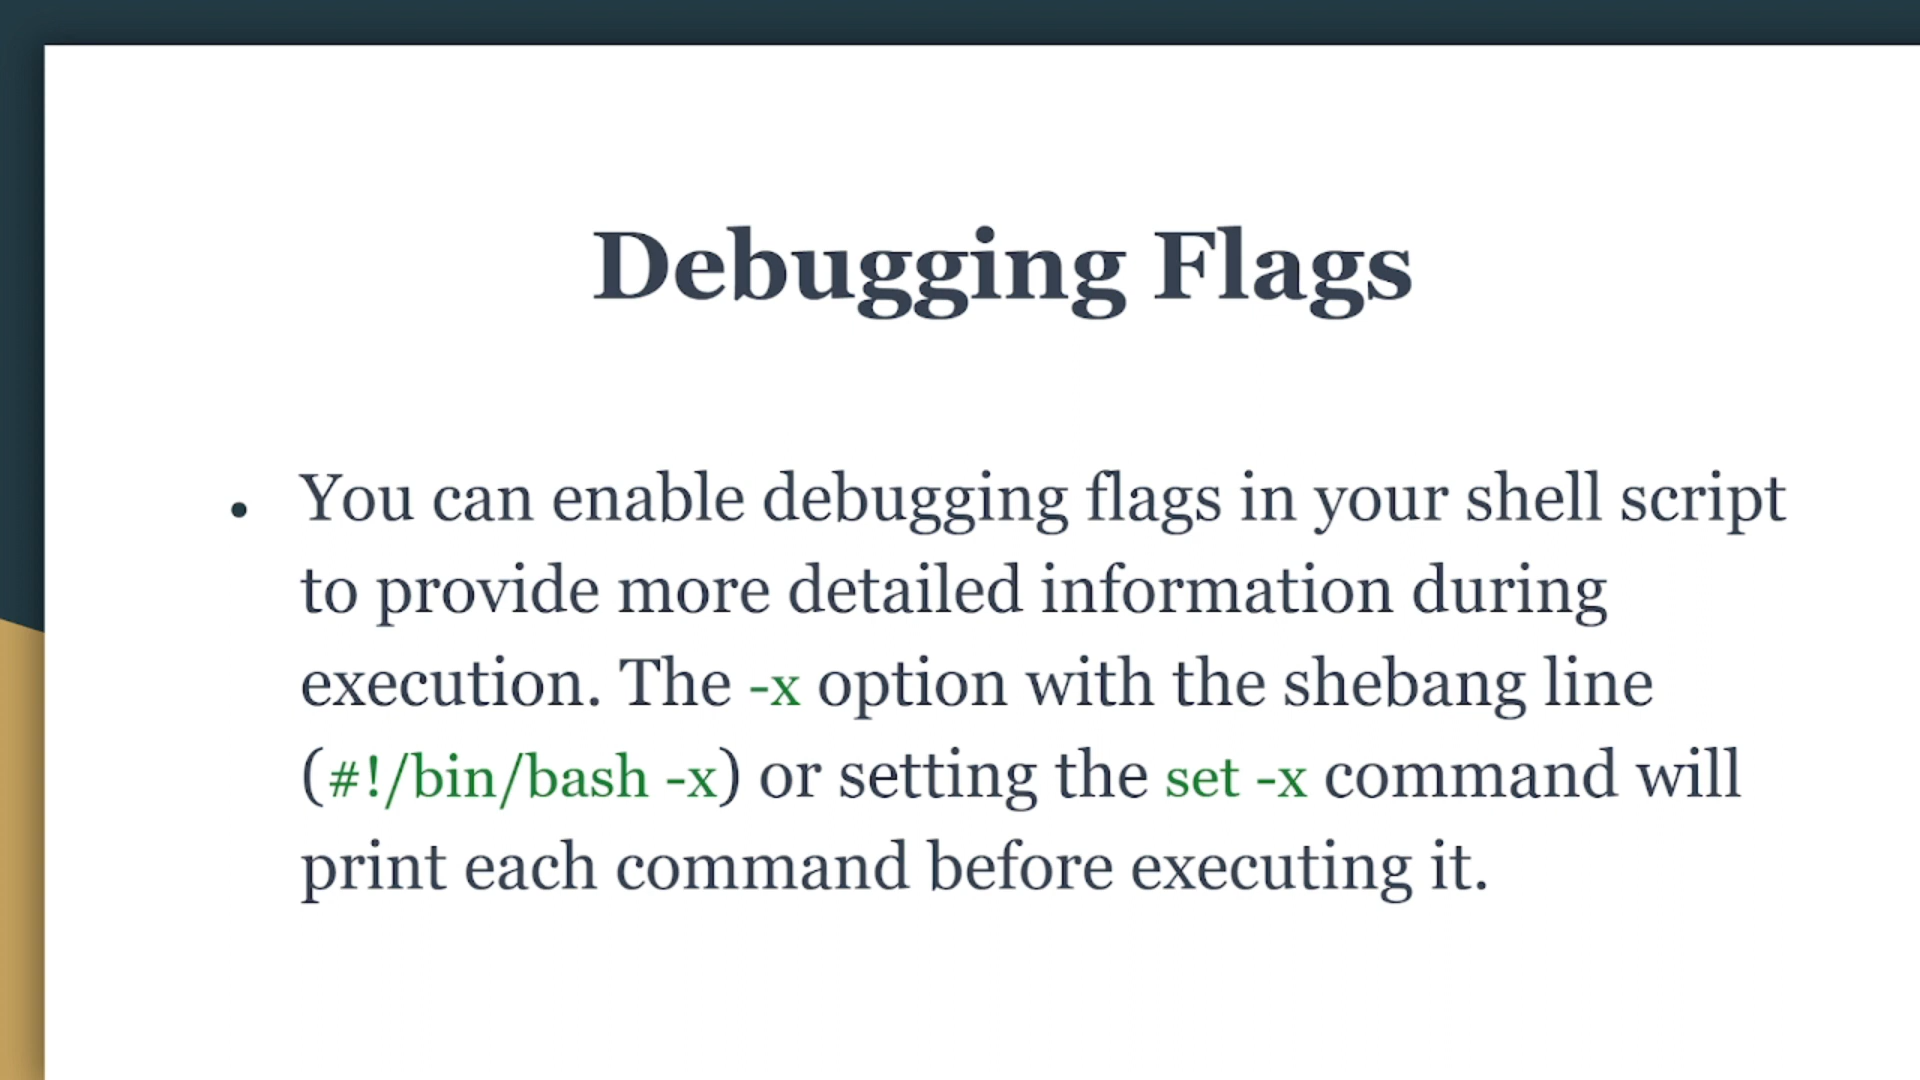 Debugging Flags
• You can enable debugging flags in your shell script
to provide more detailed information during
execution. The -x option with the shebang line
(#!/bin/bash -x) or setting the set -x command will
print each command before executing it.